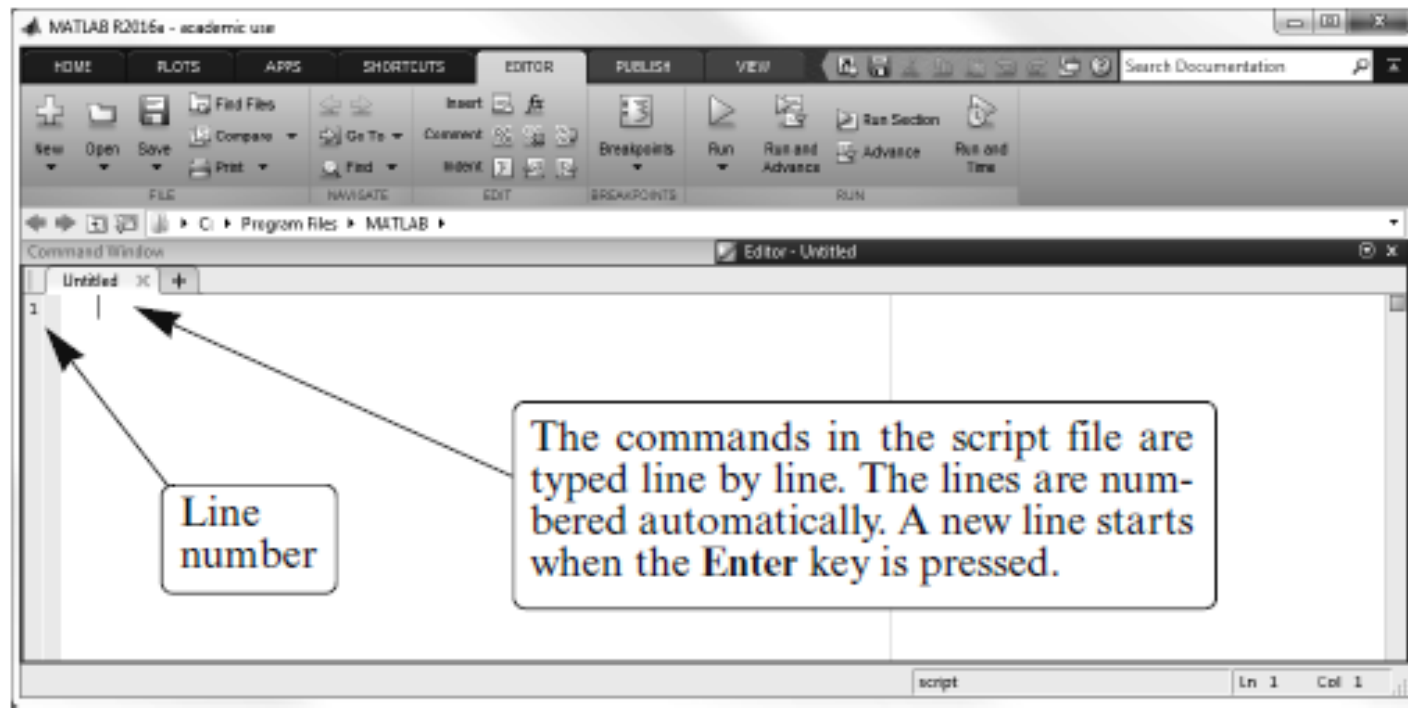 MATLAB R2016a - academic use
HOME PLOTS APPS SHORTCUTS EDITOR PUBLISH VIEW Search Documentation
New Open Save Find Files Compare Print
Go To Find
Insert fx
Comment
Indent
Breakpoints
Run Run and Advance Run Section Advance Run and Time
FILE NAVIGATE EDIT BREAKPOINTS RUN
C: Program Files MATLAB
Command Window Editor - Untitled
Untitled
1
Line
number
The commands in the script file are
typed line by line. The lines are num-
bered automatically. A new line starts
when the Enter key is pressed.
script Ln 1 Col 1